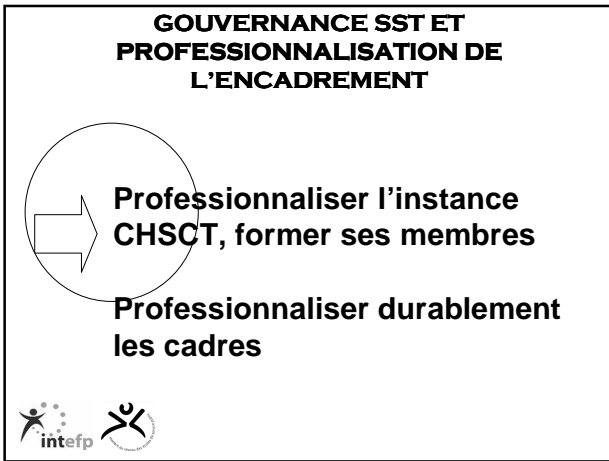 GOUVERNANCE SST ET
PROFESSIONNALISATION DE
L'ENCADREMENT
Professionnaliser l'instance
CHSCT, former ses membres
Professionnaliser durablement
les cadres
intefp